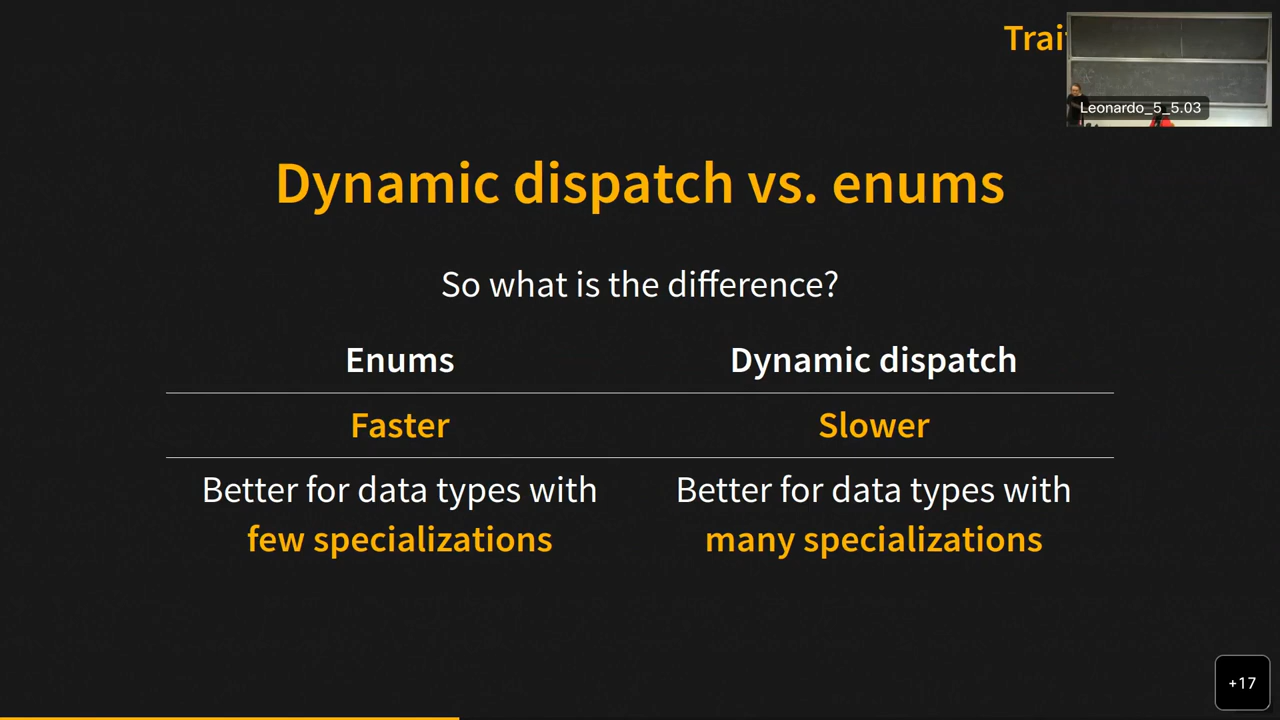 Trai
Leonardo_5_5.03
Dynamic dispatch vs. enums
So what is the difference?
Enums Dynamic dispatch
Faster Slower
Better for data types with Better for data types with
few specializations many specializations
+17